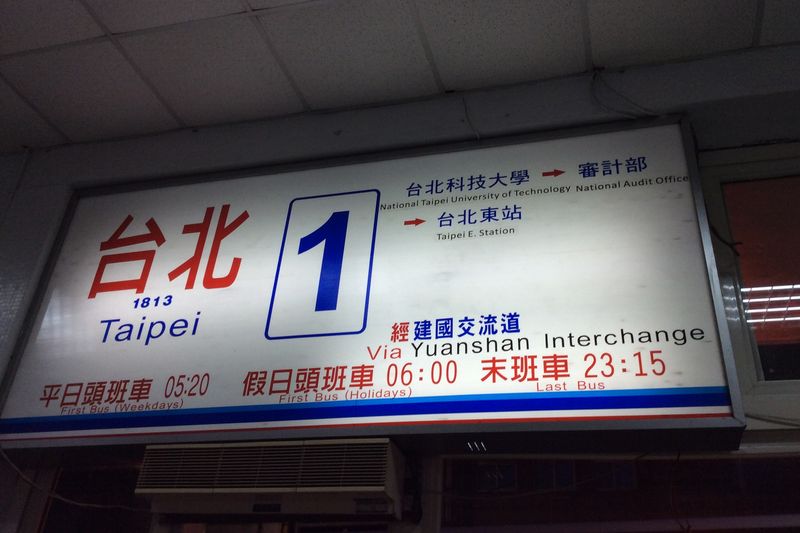 台北
1813
Taipei
1
台北科技大學 → 審計部
National Taipei University of Technology National Audit Office
→ 台北東站
Taipei E. Station
經建國交流道
Via Yuanshan Interchange
平日頭班車 05:20 假日頭班車 06:00 末班車 23:15
First Bus (Weekdays) First Bus (Holidays) Last Bus